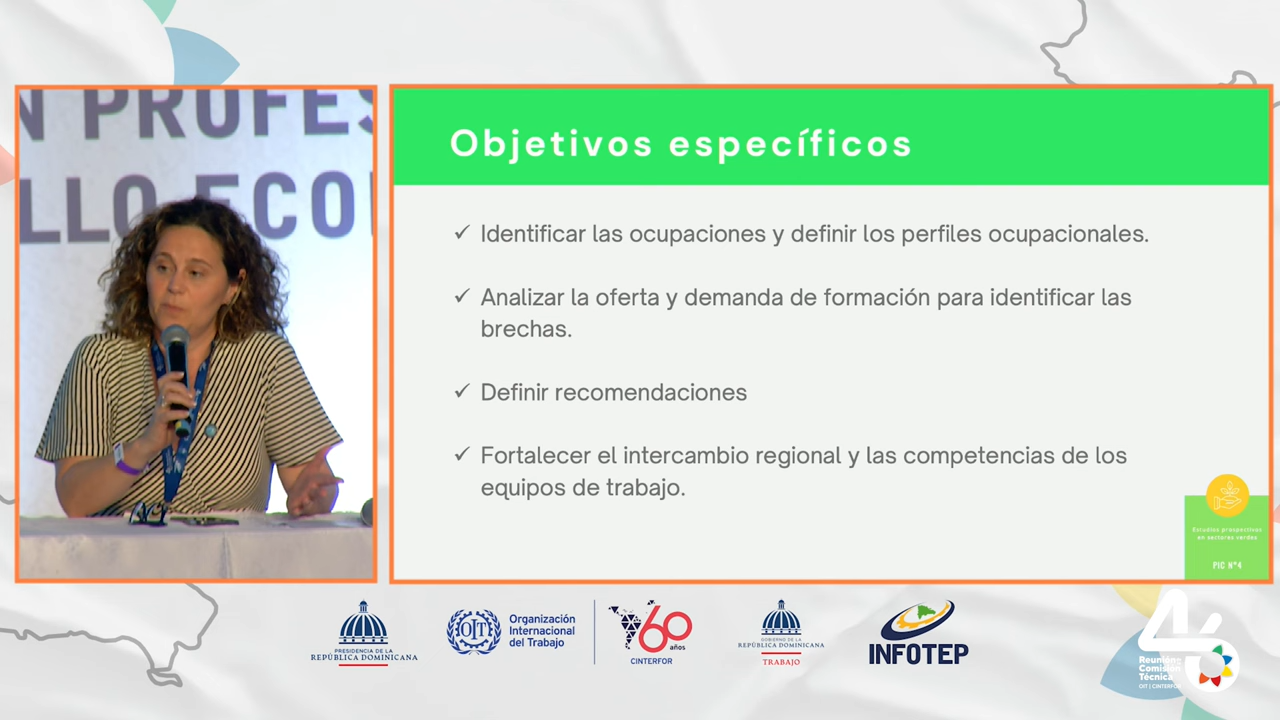 N PROFES
LLO ECO
Objetivos específicos
✓ Identificar las ocupaciones y definir los perfiles ocupacionales.
✓ Analizar la oferta y demanda de formación para identificar las
brechas.
✓ Definir recomendaciones
✓ Fortalecer el intercambio regional y las competencias de los
equipos de trabajo.
Estudios prospectivos
en sectores verdes
PIC N°4
PRESIDENCIA DE LA
REPÚBLICA DOMINICANA
OIT
Organización
Internacional
del Trabajo
60
años
CINTERFOR
GOBIERNO DE LA
REPÚBLICA DOMINICANA
TRABAJO
INFOTEP
46
Reunión
Comisión
Técnica
OIT | CINTERFOR